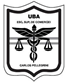 UBA
ESC. SUP. DE COMERCIO
CARLOS PELLEGRINI